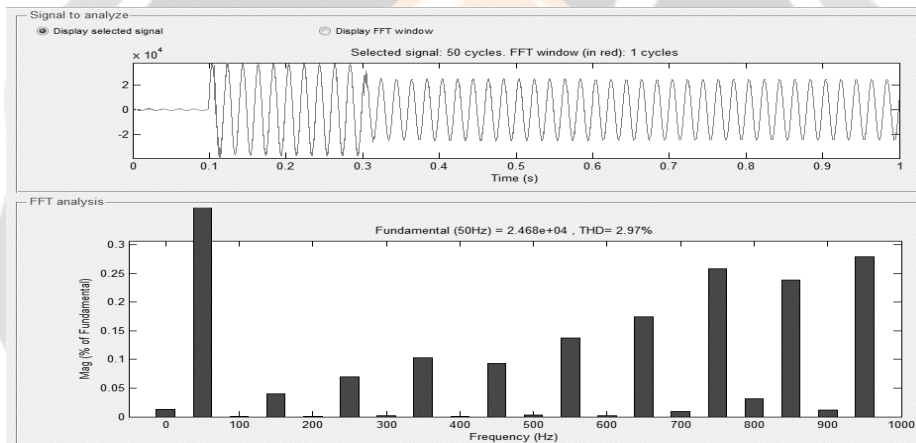 Signal to analyze
Display selected signal Display FFT window
Selected signal: 50 cycles. FFT window (in red): 1 cycles
x 10^4
2
0
-2
0 0.1 0.2 0.3 0.4 0.5 0.6 0.7 0.8 0.9 1
Time (s)
FFT analysis
Fundamental (50Hz) = 2.468e+04 , THD= 2.97%
Mag (% of Fundamental)
0.3
0.25
0.2
0.15
0.1
0.05
0
0 100 200 300 400 500 600 700 800 900 1000
Frequency (Hz)